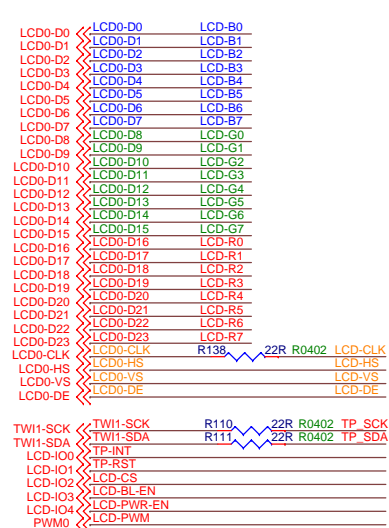 LCD0-D0 LCD0-D0 LCD-B0
LCD0-D1 LCD0-D1 LCD-B1
LCD0-D2 LCD0-D2 LCD-B2
LCD0-D3 LCD0-D3 LCD-B3
LCD0-D4 LCD0-D4 LCD-B4
LCD0-D5 LCD0-D5 LCD-B5
LCD0-D6 LCD0-D6 LCD-B6
LCD0-D7 LCD0-D7 LCD-B7
LCD0-D8 LCD0-D8 LCD-G0
LCD0-D9 LCD0-D9 LCD-G1
LCD0-D10 LCD0-D10 LCD-G2
LCD0-D11 LCD0-D11 LCD-G3
LCD0-D12 LCD0-D12 LCD-G4
LCD0-D13 LCD0-D13 LCD-G5
LCD0-D14 LCD0-D14 LCD-G6
LCD0-D15 LCD0-D15 LCD-G7
LCD0-D16 LCD0-D16 LCD-R0
LCD0-D17 LCD0-D17 LCD-R1
LCD0-D18 LCD0-D18 LCD-R2
LCD0-D19 LCD0-D19 LCD-R3
LCD0-D20 LCD0-D20 LCD-R4
LCD0-D21 LCD0-D21 LCD-R5
LCD0-D22 LCD0-D22 LCD-R6
LCD0-D23 LCD0-D23 LCD-R7
LCD0-CLK LCD0-CLK R138 22R R0402 LCD-CLK
LCD0-HS LCD0-HS LCD-HS
LCD0-VS LCD0-VS LCD-VS
LCD0-DE LCD0-DE LCD-DE
TWI1-SCK TWI1-SCK R110 22R R0402 TP_SCK
TWI1-SDA TWI1-SDA R111 22R R0402 TP_SDA
LCD-IO0 TP-INT
LCD-IO1 TP-RST
LCD-IO2 LCD-CS
LCD-IO3 LCD-BL-EN
LCD-IO4 LCD-PWR-EN
PWM0 LCD-PWM